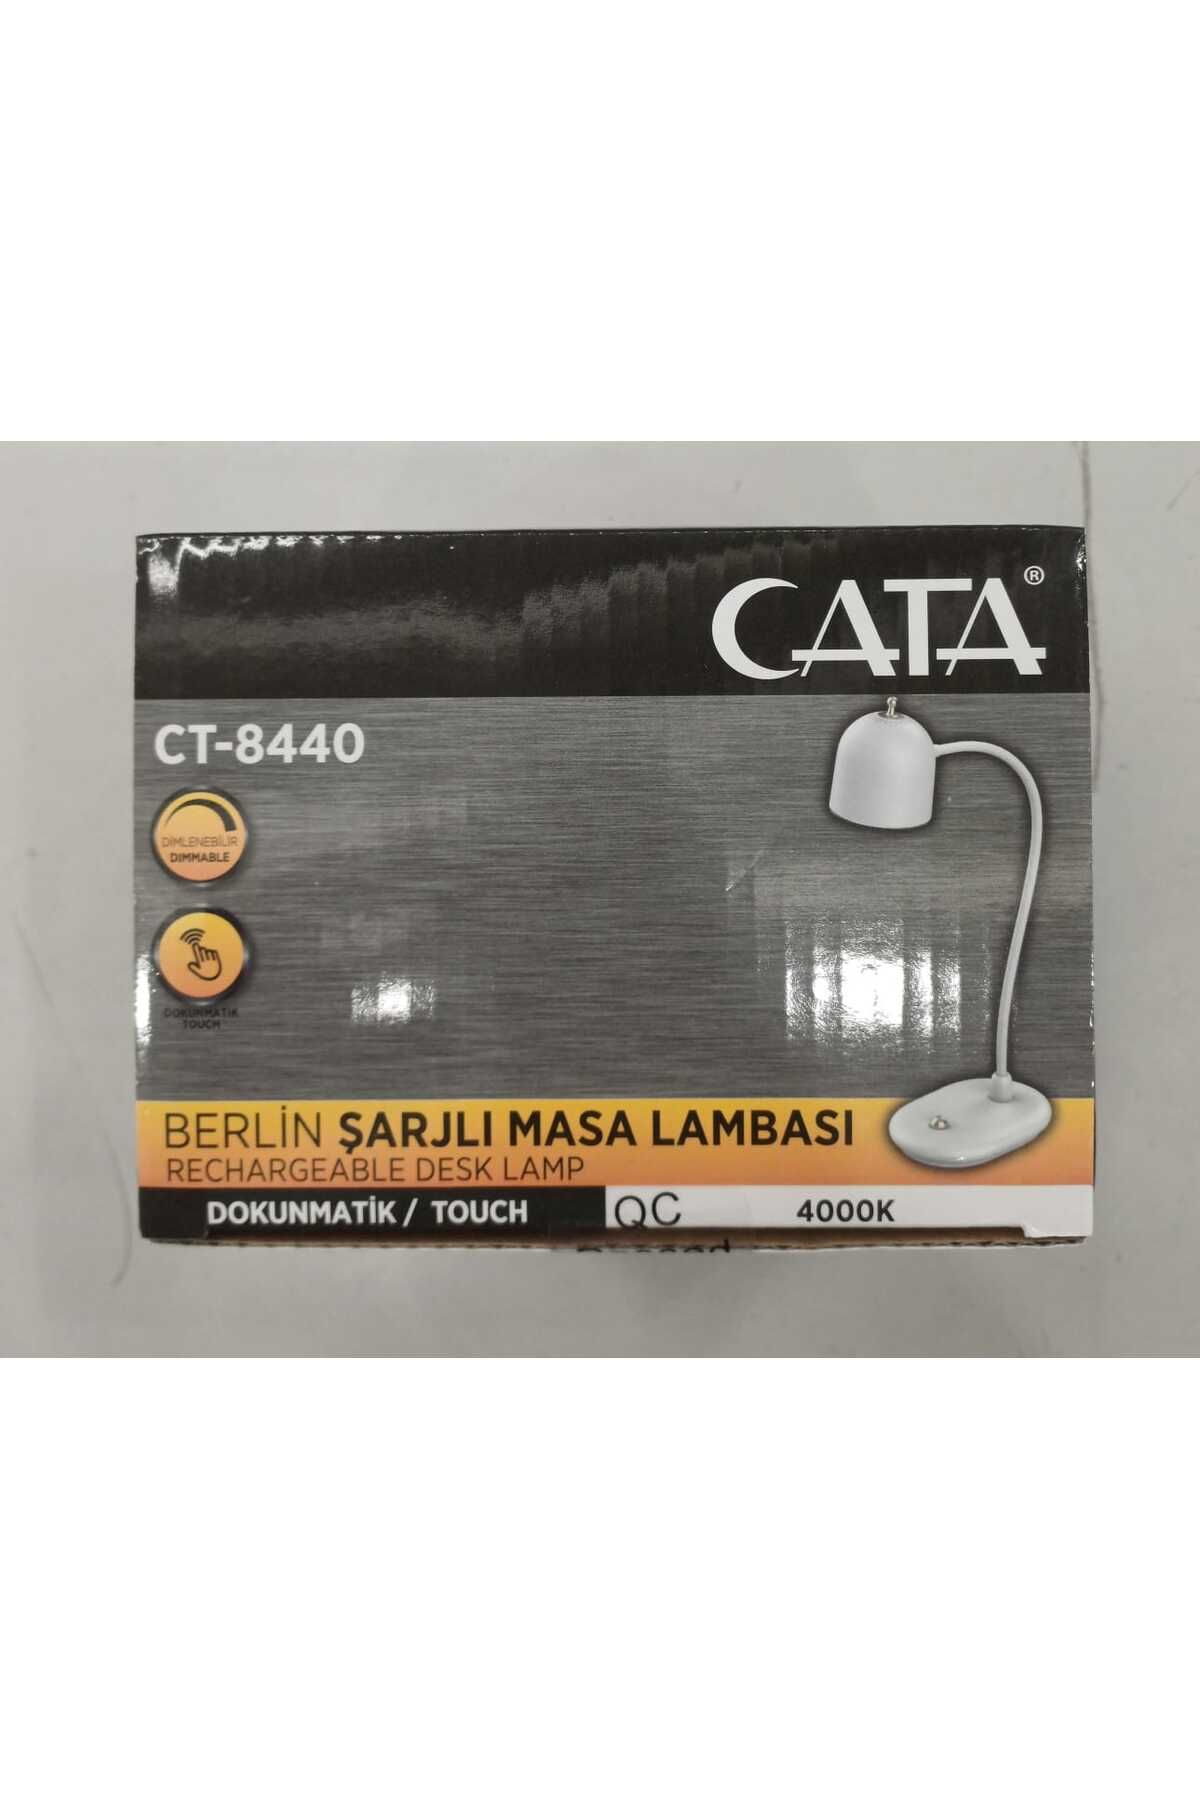 CATA®
CT-8440
DİMLENEBİLİR
DIMMABLE
DOKUNMATİK
TOUCH
BERLİN ŞARJLI MASA LAMBASI
RECHARGEABLE DESK LAMP
DOKUNMATİK / TOUCH QC 4000K